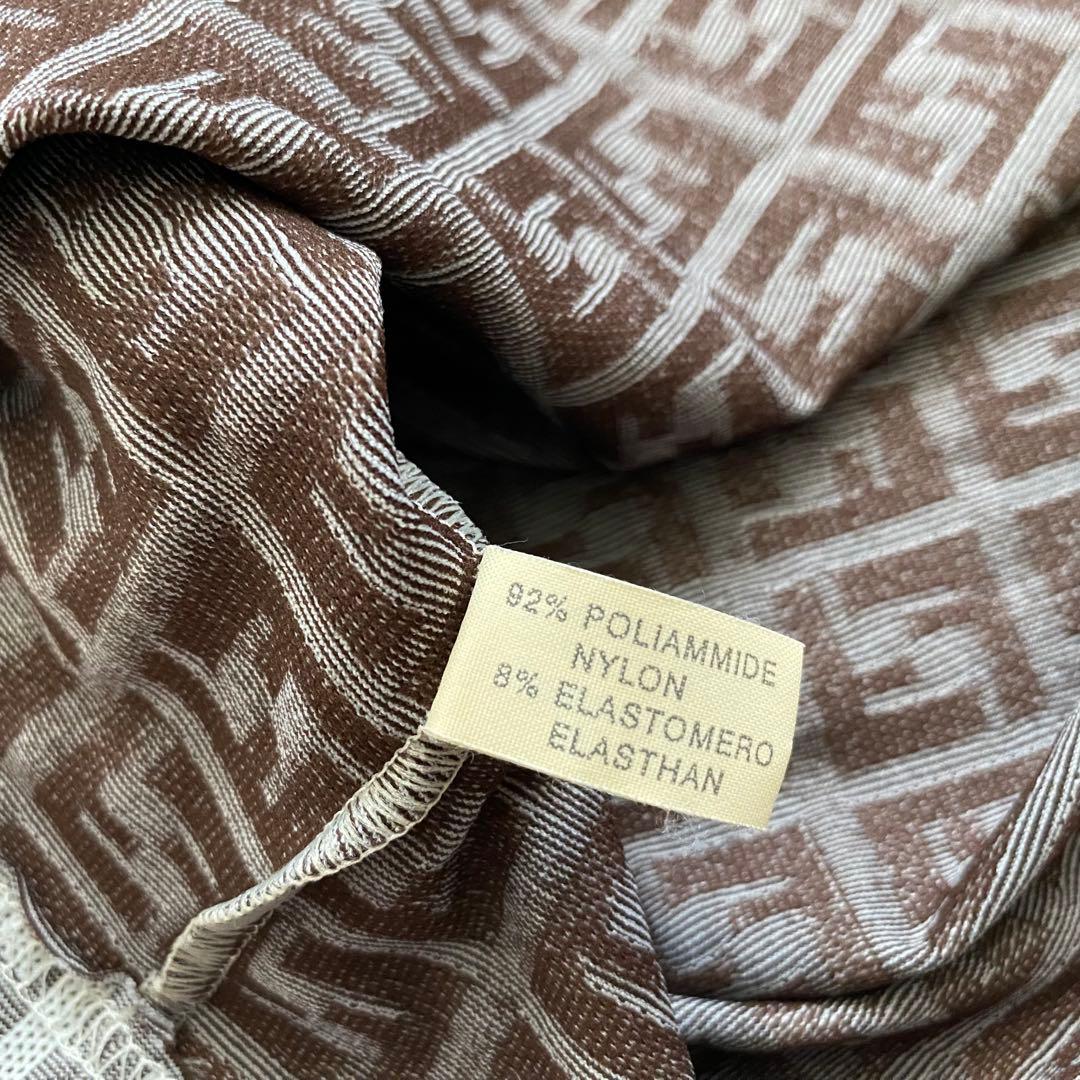 92% POLIAMMIDE
NYLON
8% ELASTOMERO
ELASTHAN